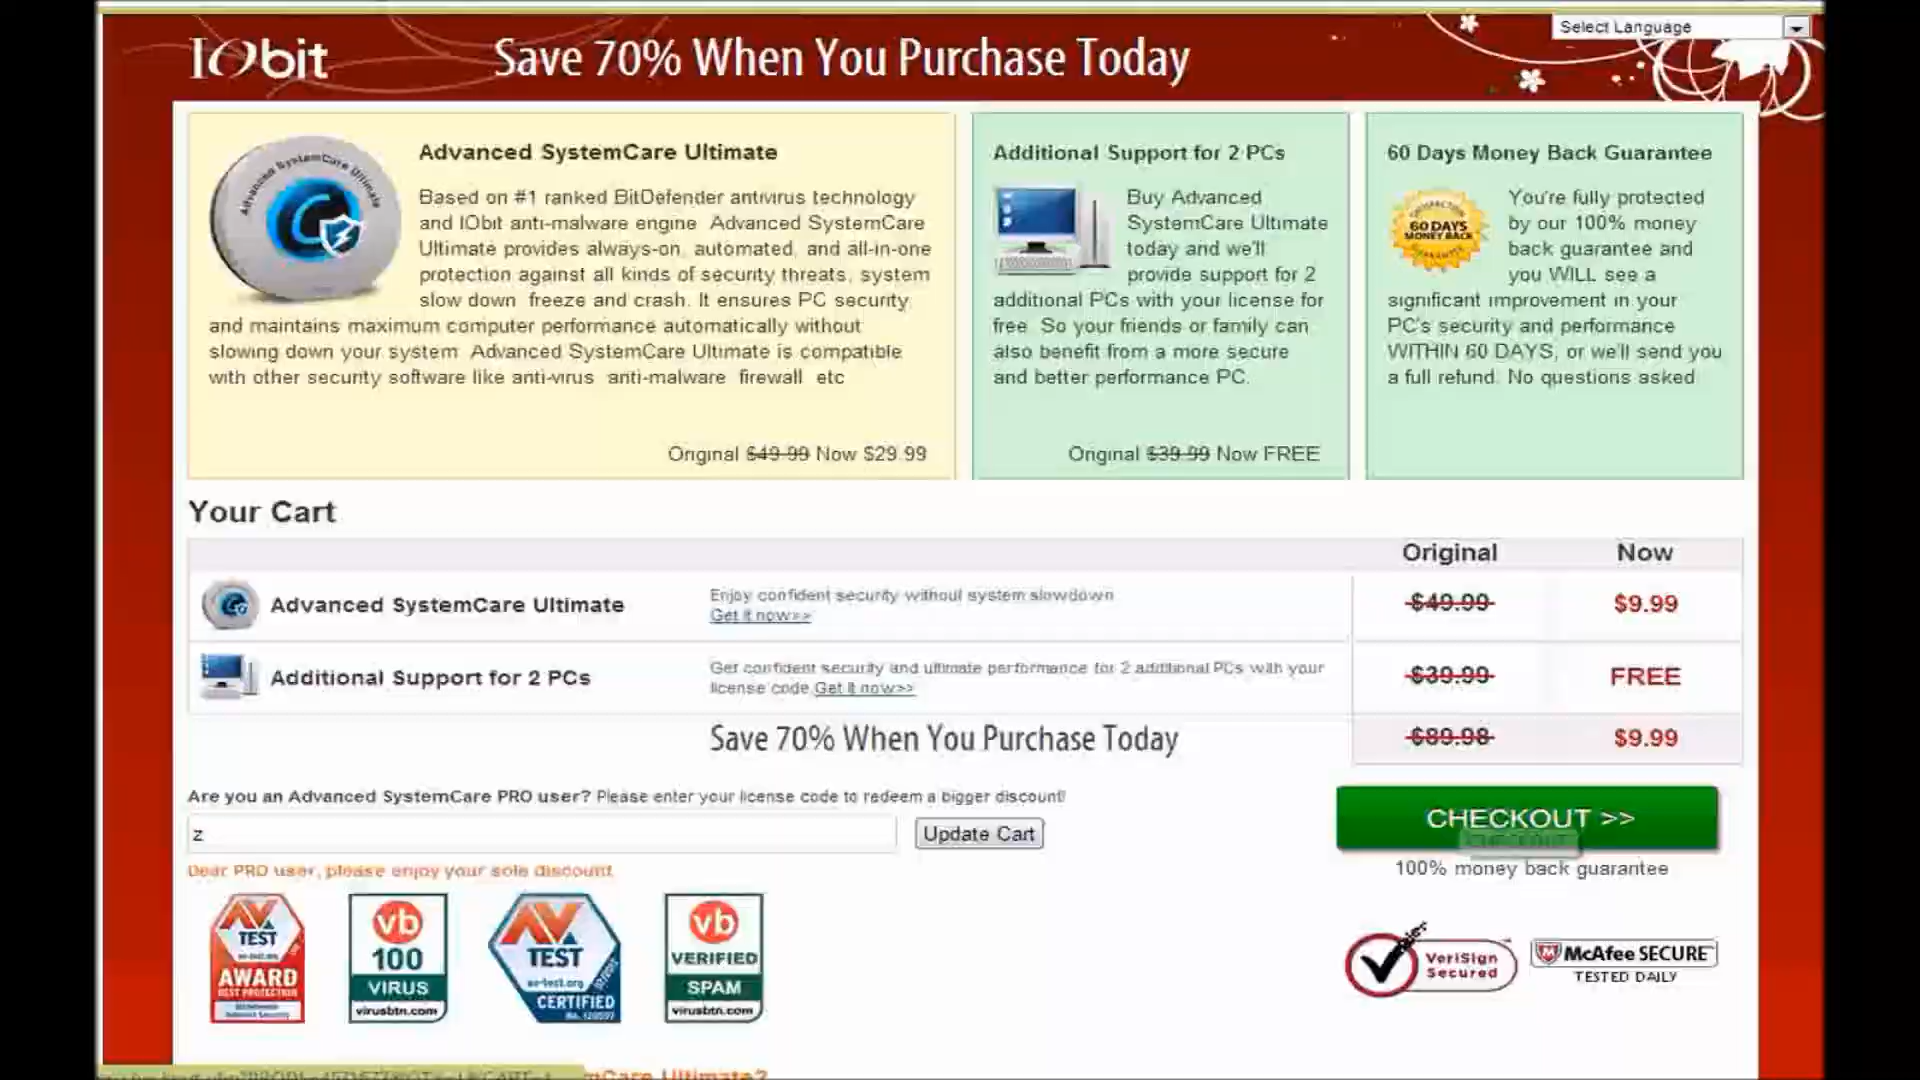 IObit
Save 70% When You Purchase Today
Select Language
Advanced SystemCare Ultimate
Advanced SystemCare Ultimate
Based on #1 ranked BitDefender antivirus technology
and IObit anti-malware engine Advanced SystemCare
Ultimate provides always-on, automated, and all-in-one
protection against all kinds of security threats, system
slow down freeze and crash. It ensures PC security
and maintains maximum computer performance automatically without
slowing down your system Advanced SystemCare Ultimate is compatible
with other security software like anti-virus anti-malware firewall etc
Original $49.99 Now $29.99
Additional Support for 2 PCs
Buy Advanced
SystemCare Ultimate
today and we'll
provide support for 2
additional PCs with your license for
free So your friends or family can
also benefit from a more secure
and better performance PC.
Original $39.99 Now FREE
60 Days Money Back Guarantee
60 DAYS
MONEY BACK
You're fully protected
by our 100% money
back guarantee and
you WILL see a
significant improvement in your
PC's security and performance
WITHIN 60 DAYS, or we'll send you
a full refund. No questions asked
Your Cart
Original Now
Advanced SystemCare Ultimate
Enjoy confident security without system slowdown
Get it now>>
$49.99 $9.99
Additional Support for 2 PCs
Get confident security and ultimate performance for 2 additional PCs with your
license code Get it now>>
$39.99 FREE
Save 70% When You Purchase Today
$89.98 $9.99
Are you an Advanced SystemCare PRO user? Please enter your license code to redeem a bigger discount!
z
Update Cart
CHECKOUT >>
Dear PRO user, please enjoy your sole discount
100% money back guarantee
AV
TEST
AWARD
BEST PROTECTION
vb
100
VIRUS
virusbtn.com
AV
TEST
av-test.org
CERTIFIED
vb
VERIFIED
SPAM
virusbtn.com
VeriSign
Secured
McAfee SECURE
TESTED DAILY